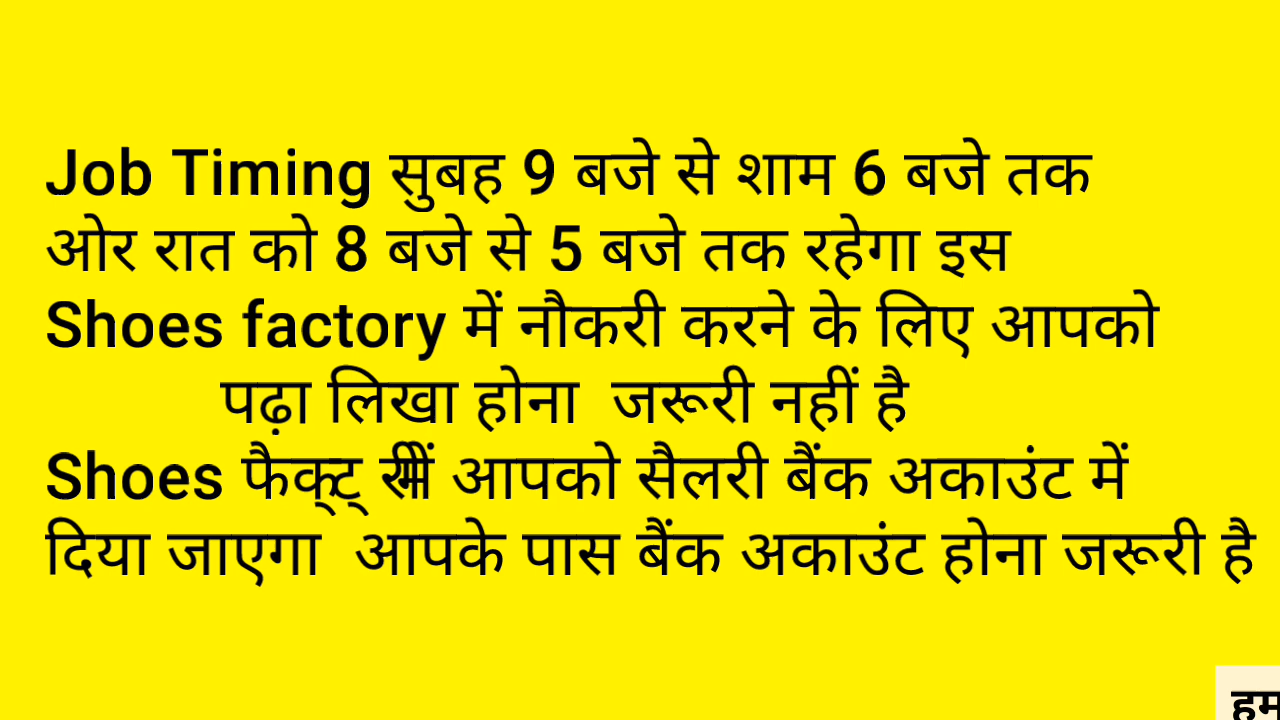 Job Timing सुबह 9 बजे से शाम 6 बजे तक
ओर रात को 8 बजे से 5 बजे तक रहेगा इस
Shoes factory में नौकरी करने के लिए आपको
पढ़ा लिखा होना जरूरी नहीं है
Shoes फैक्ट्री में आपको सैलरी बैंक अकाउंट में
दिया जाएगा आपके पास बैंक अकाउंट होना जरूरी है
हम